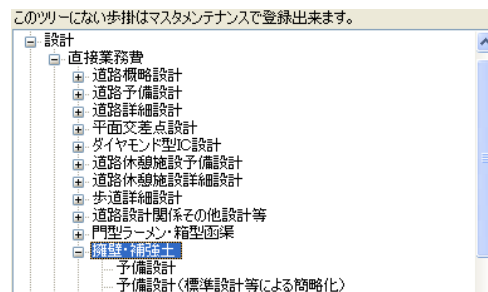 このツリーにない歩掛はマスタメンテナンスで登録出来ます。
設計
直接業務費
道路概略設計
道路予備設計
道路詳細設計
平面交差点設計
ダイヤモンド型IC設計
道路休憩施設予備設計
道路休憩施設詳細設計
歩道詳細設計
道路設計関係その他設計等
門型ラーメン・箱型函渠
擁壁・補強土
予備設計
予備設計(標準設計等による簡略化)